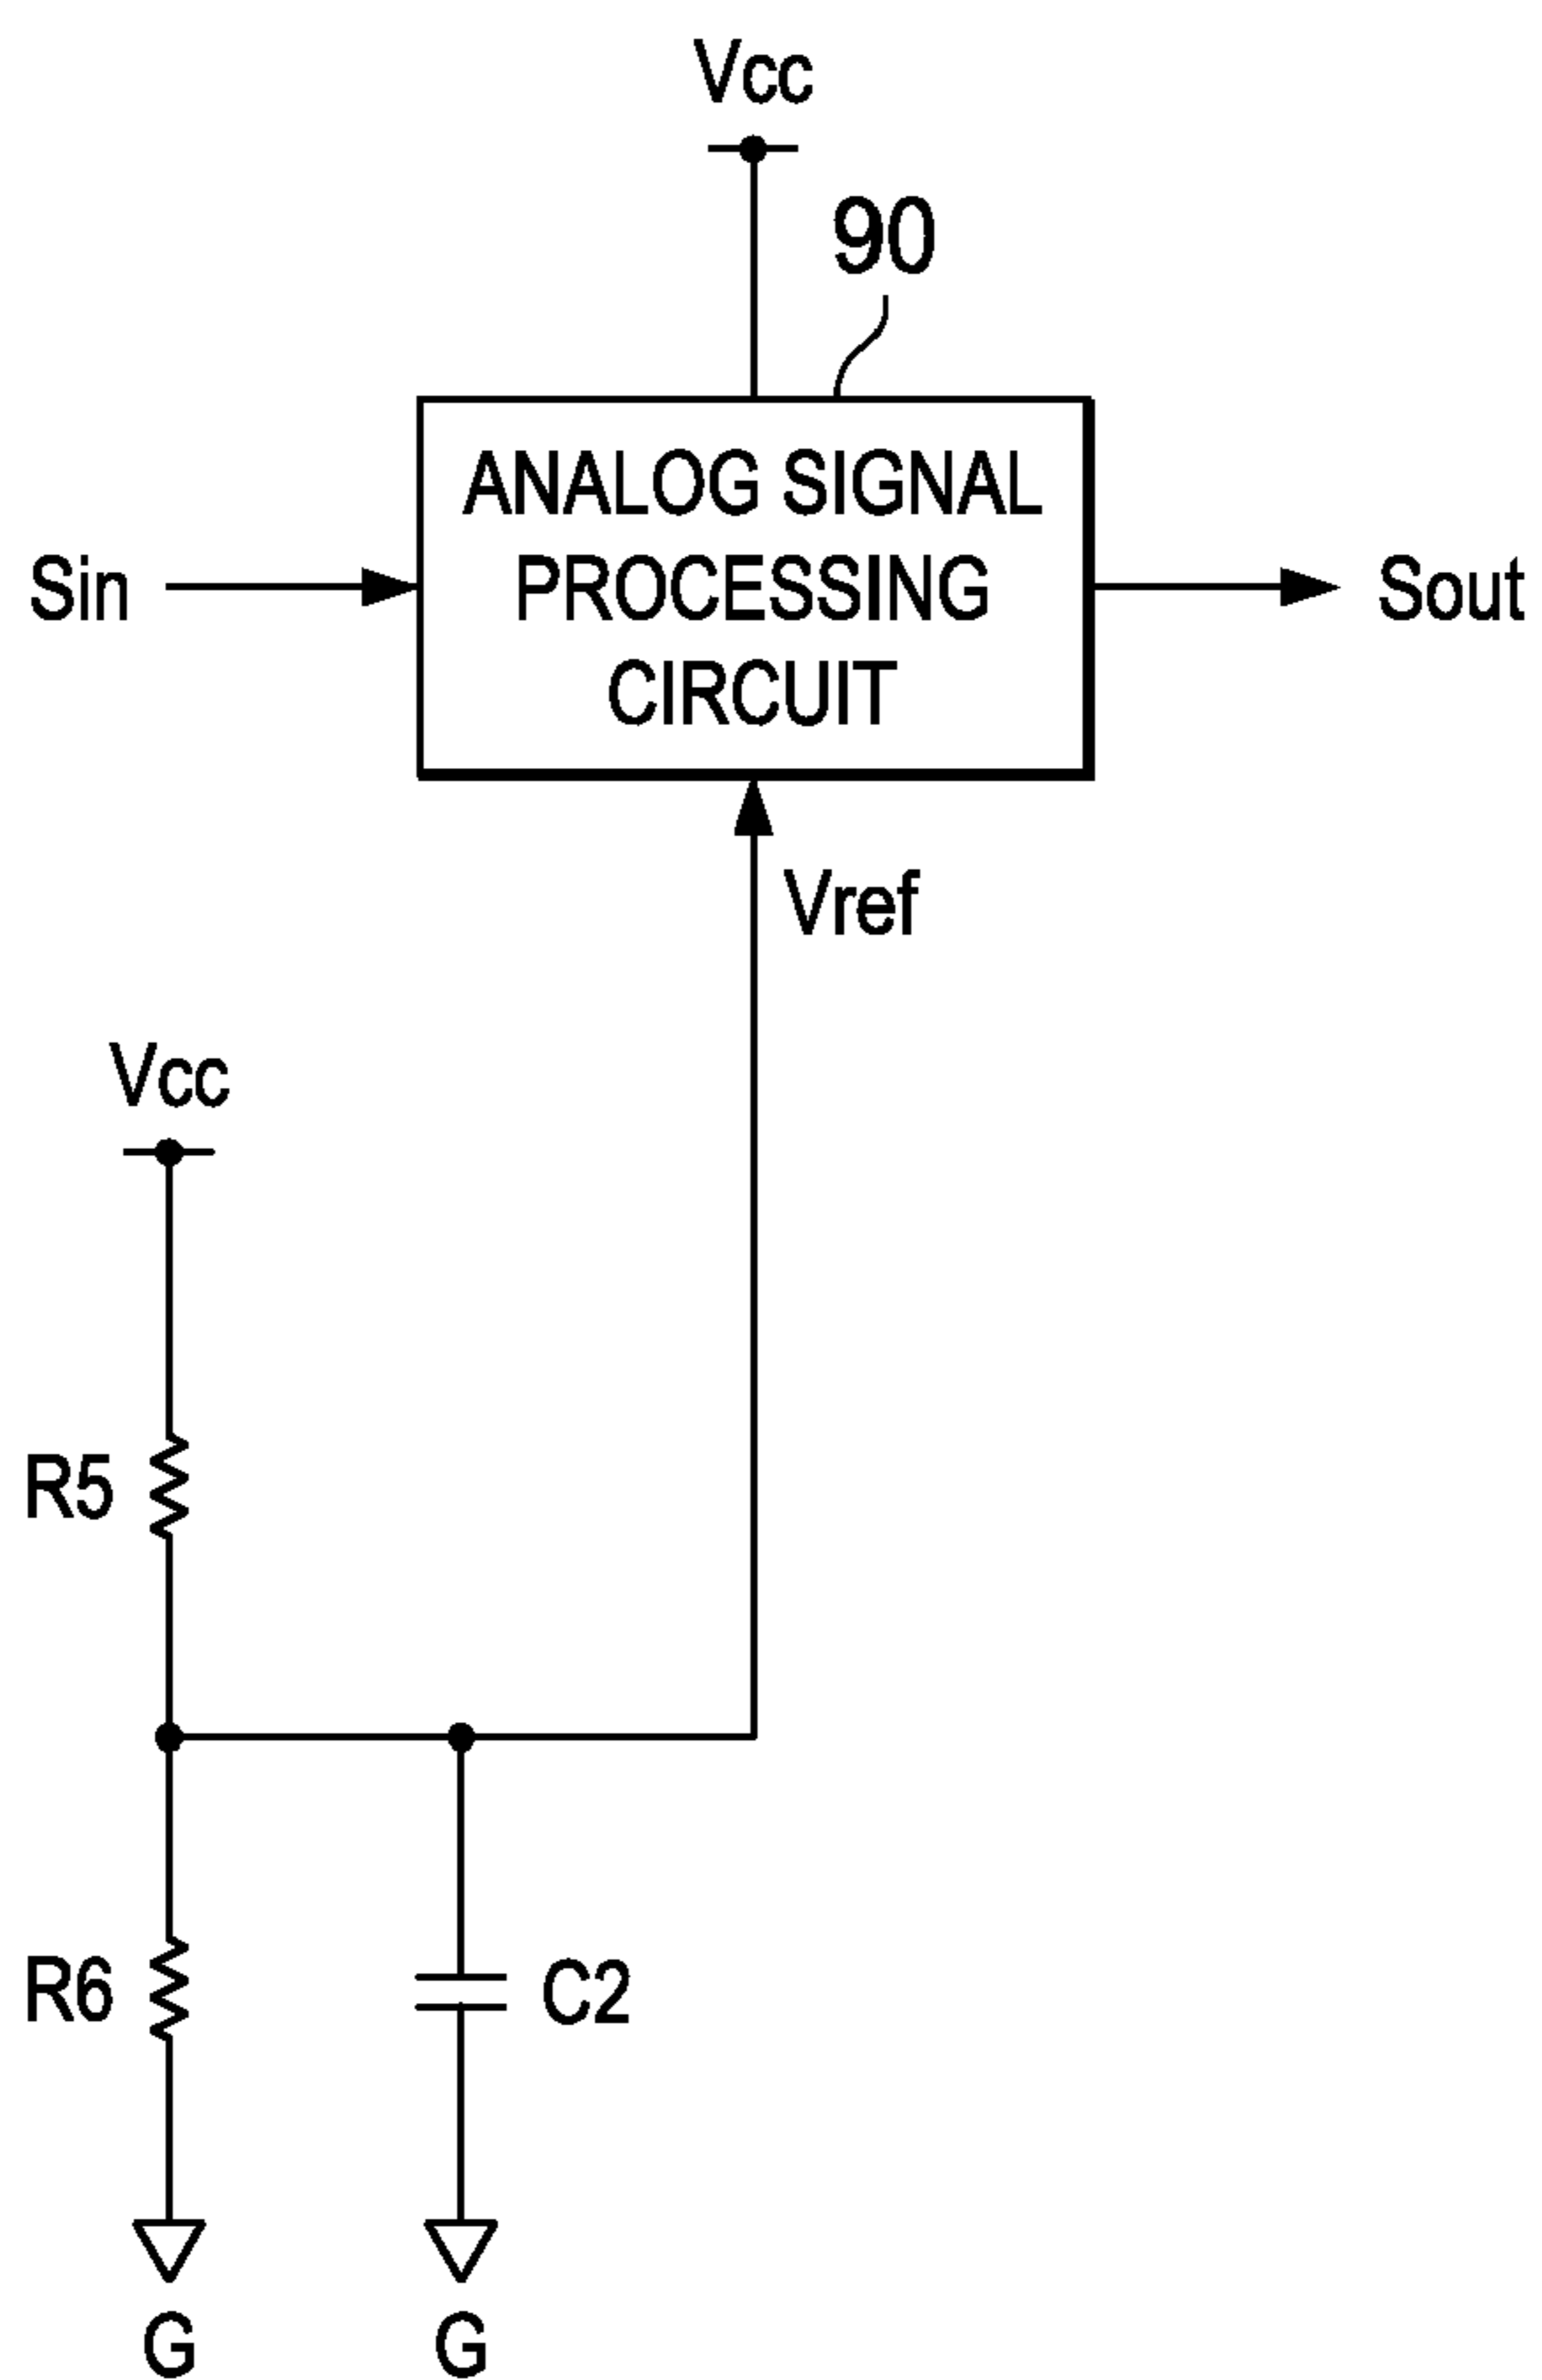 Vcc
90
ANALOG SIGNAL
PROCESSING
CIRCUIT
Sin
Sout
Vref
Vcc
R5
R6
C2
G
G